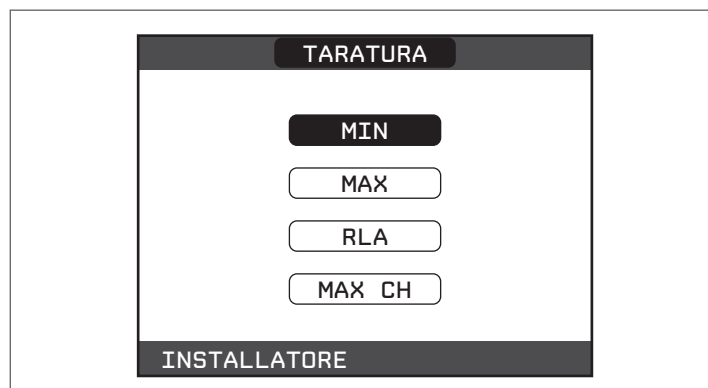 TARATURA
MIN
MAX
RLA
MAX CH
INSTALLATORE